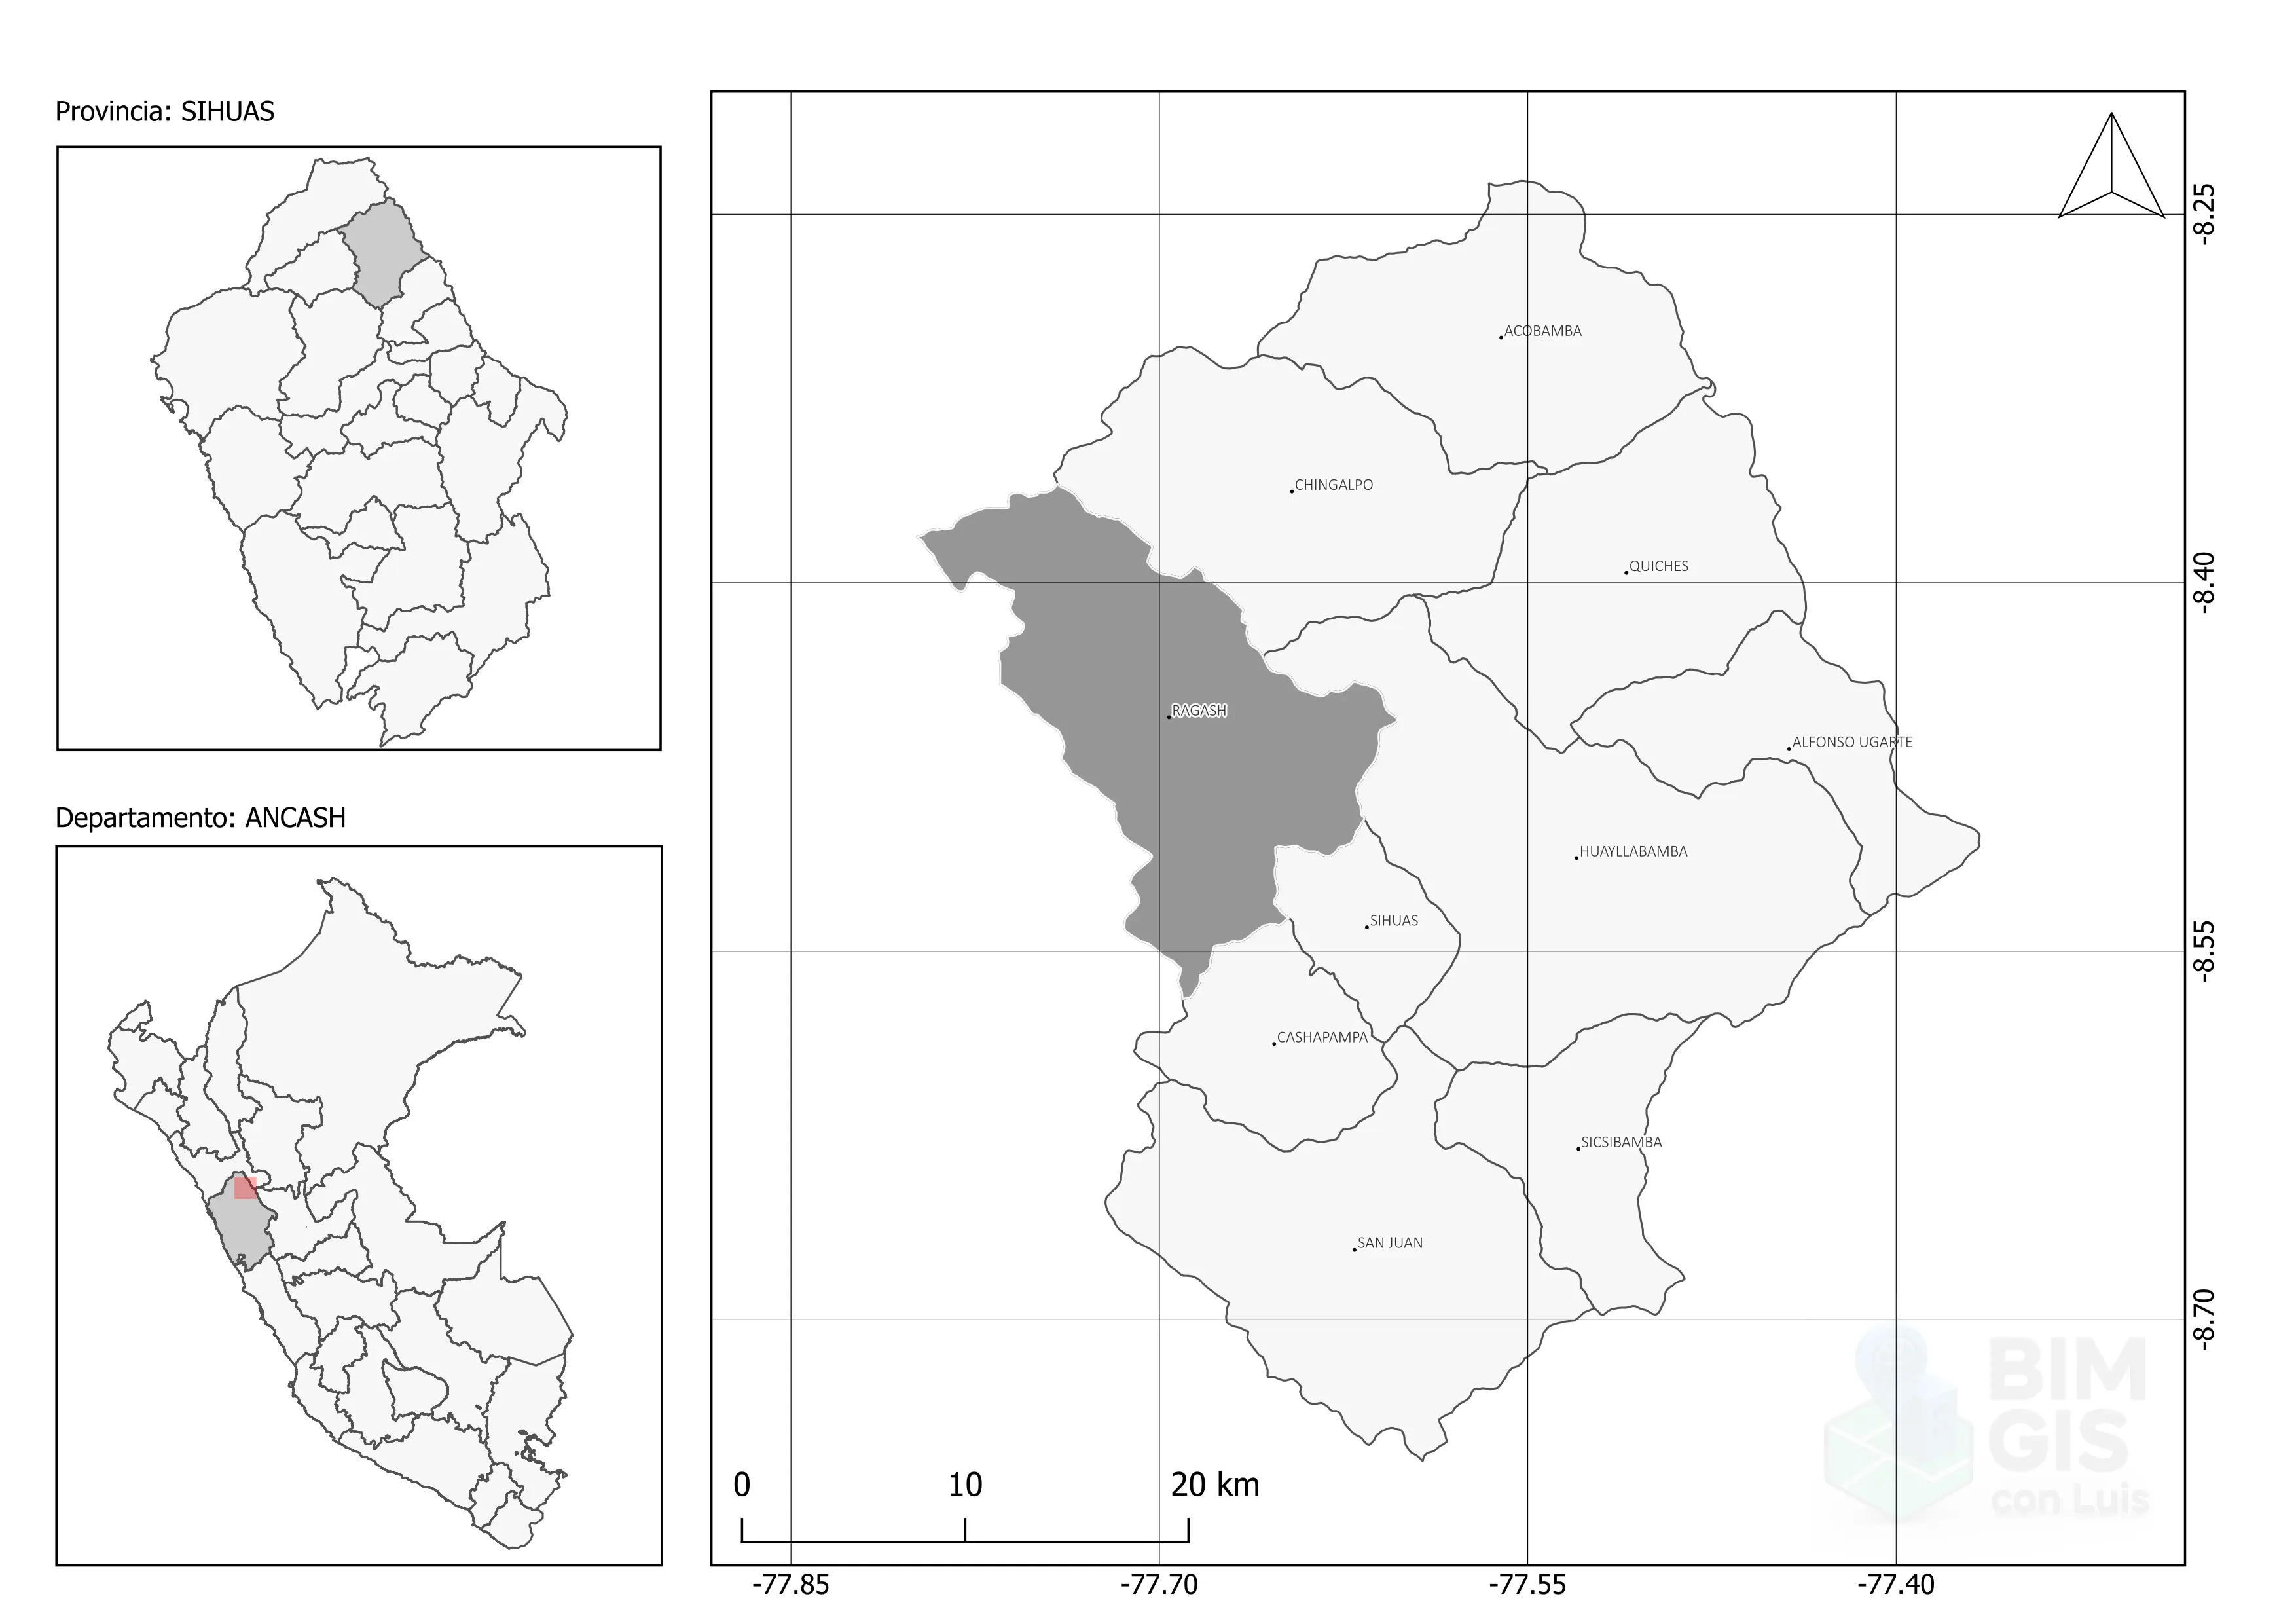 Provincia: SIHUAS
Departamento: ANCASH
ACOBAMBA
CHINGALPO
QUICHES
RAGASH
ALFONSO UGARTE
HUAYLLABAMBA
SIHUAS
CASHAPAMPA
SICSIBAMBA
SAN JUAN
-8.25
-8.40
-8.55
-8.70
0 10 20 km
-77.85 -77.70 -77.55 -77.40
BIM
GIS
con Luis